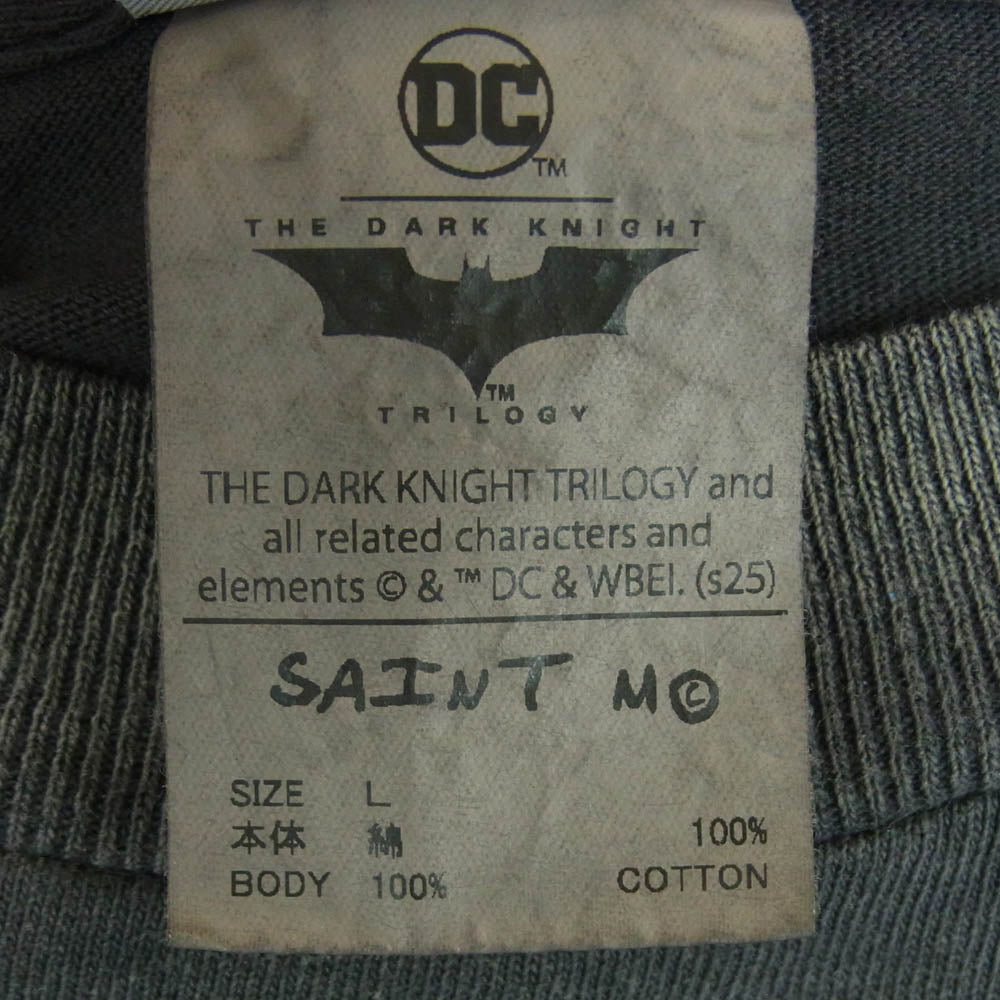 DC
TM
THE DARK KNIGHT
TM
TRILOGY
THE DARK KNIGHT TRILOGY and
all related characters and
elements © & ™ DC & WBEI. (s25)
SAINT M©
SIZE L
本体 綿 100%
BODY 100% COTTON